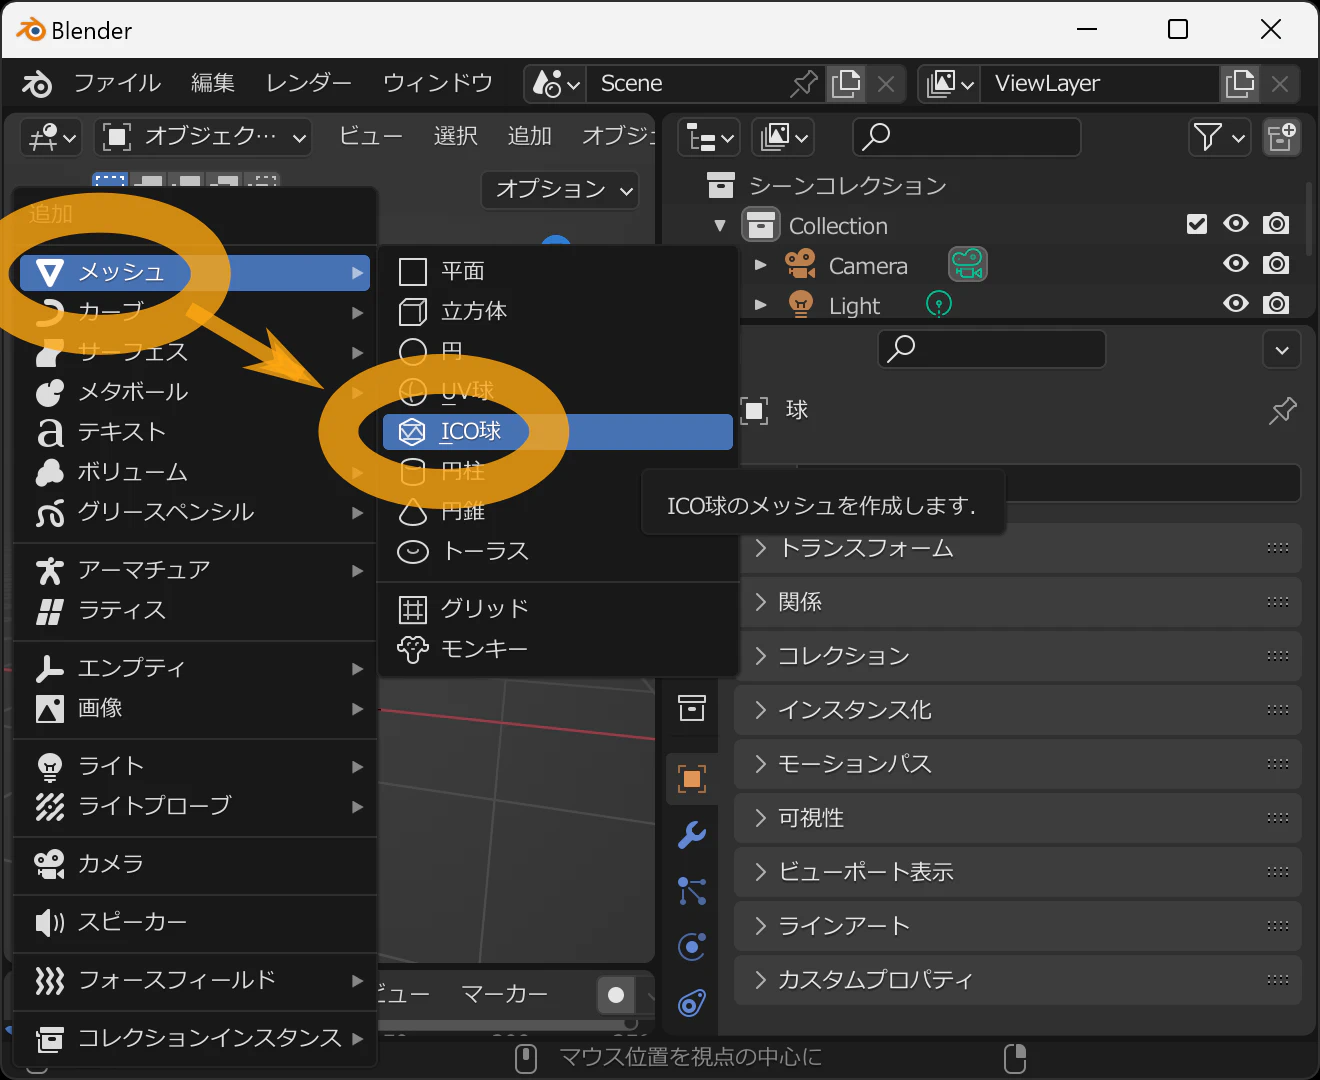 Blender
ファイル 編集 レンダー ウィンドウ Scene ViewLayer
オブジェク… ビュー 選択 追加 オブジェ
オプション
シーンコレクション
Collection
Camera
Light
球
追加
メッシュ
カーブ
サーフェス
メタボール
テキスト
ボリューム
グリースペンシル
アーマチュア
ラティス
エンプティ
画像
ライト
ライトプローブ
カメラ
スピーカー
フォースフィールド
コレクションインスタンス
平面
立方体
円
UV球
ICO球
円柱
円錐
トーラス
グリッド
モンキー
ICO球のメッシュを作成します.
トランスフォーム
関係
コレクション
インスタンス化
モーションパス
可視性
ビューポート表示
ラインアート
カスタムプロパティ
ビュー マーカー
マウス位置を視点の中心に